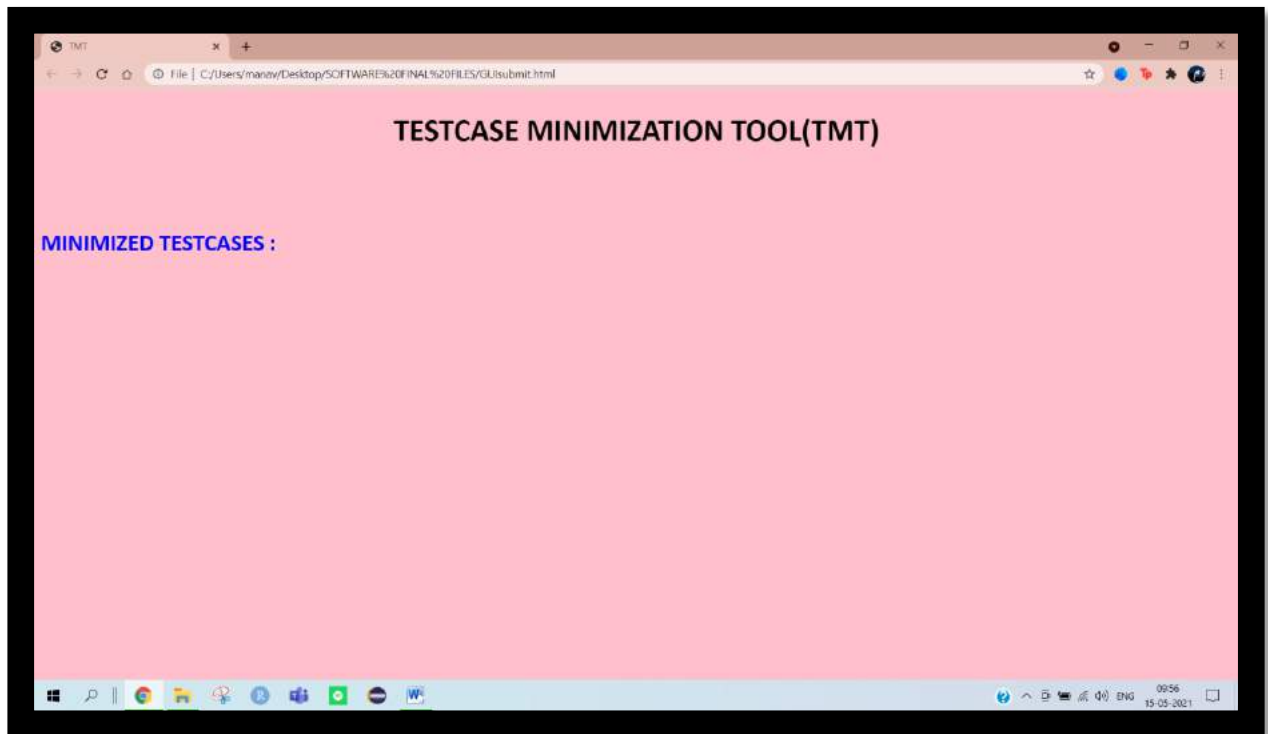 TMT
File | C:/Users/manav/Desktop/SOFTWARE%20FINAL%20FILES/GUIsubmit.html
TESTCASE MINIMIZATION TOOL(TMT)
MINIMIZED TESTCASES :
ENG
09:56
15-05-2021